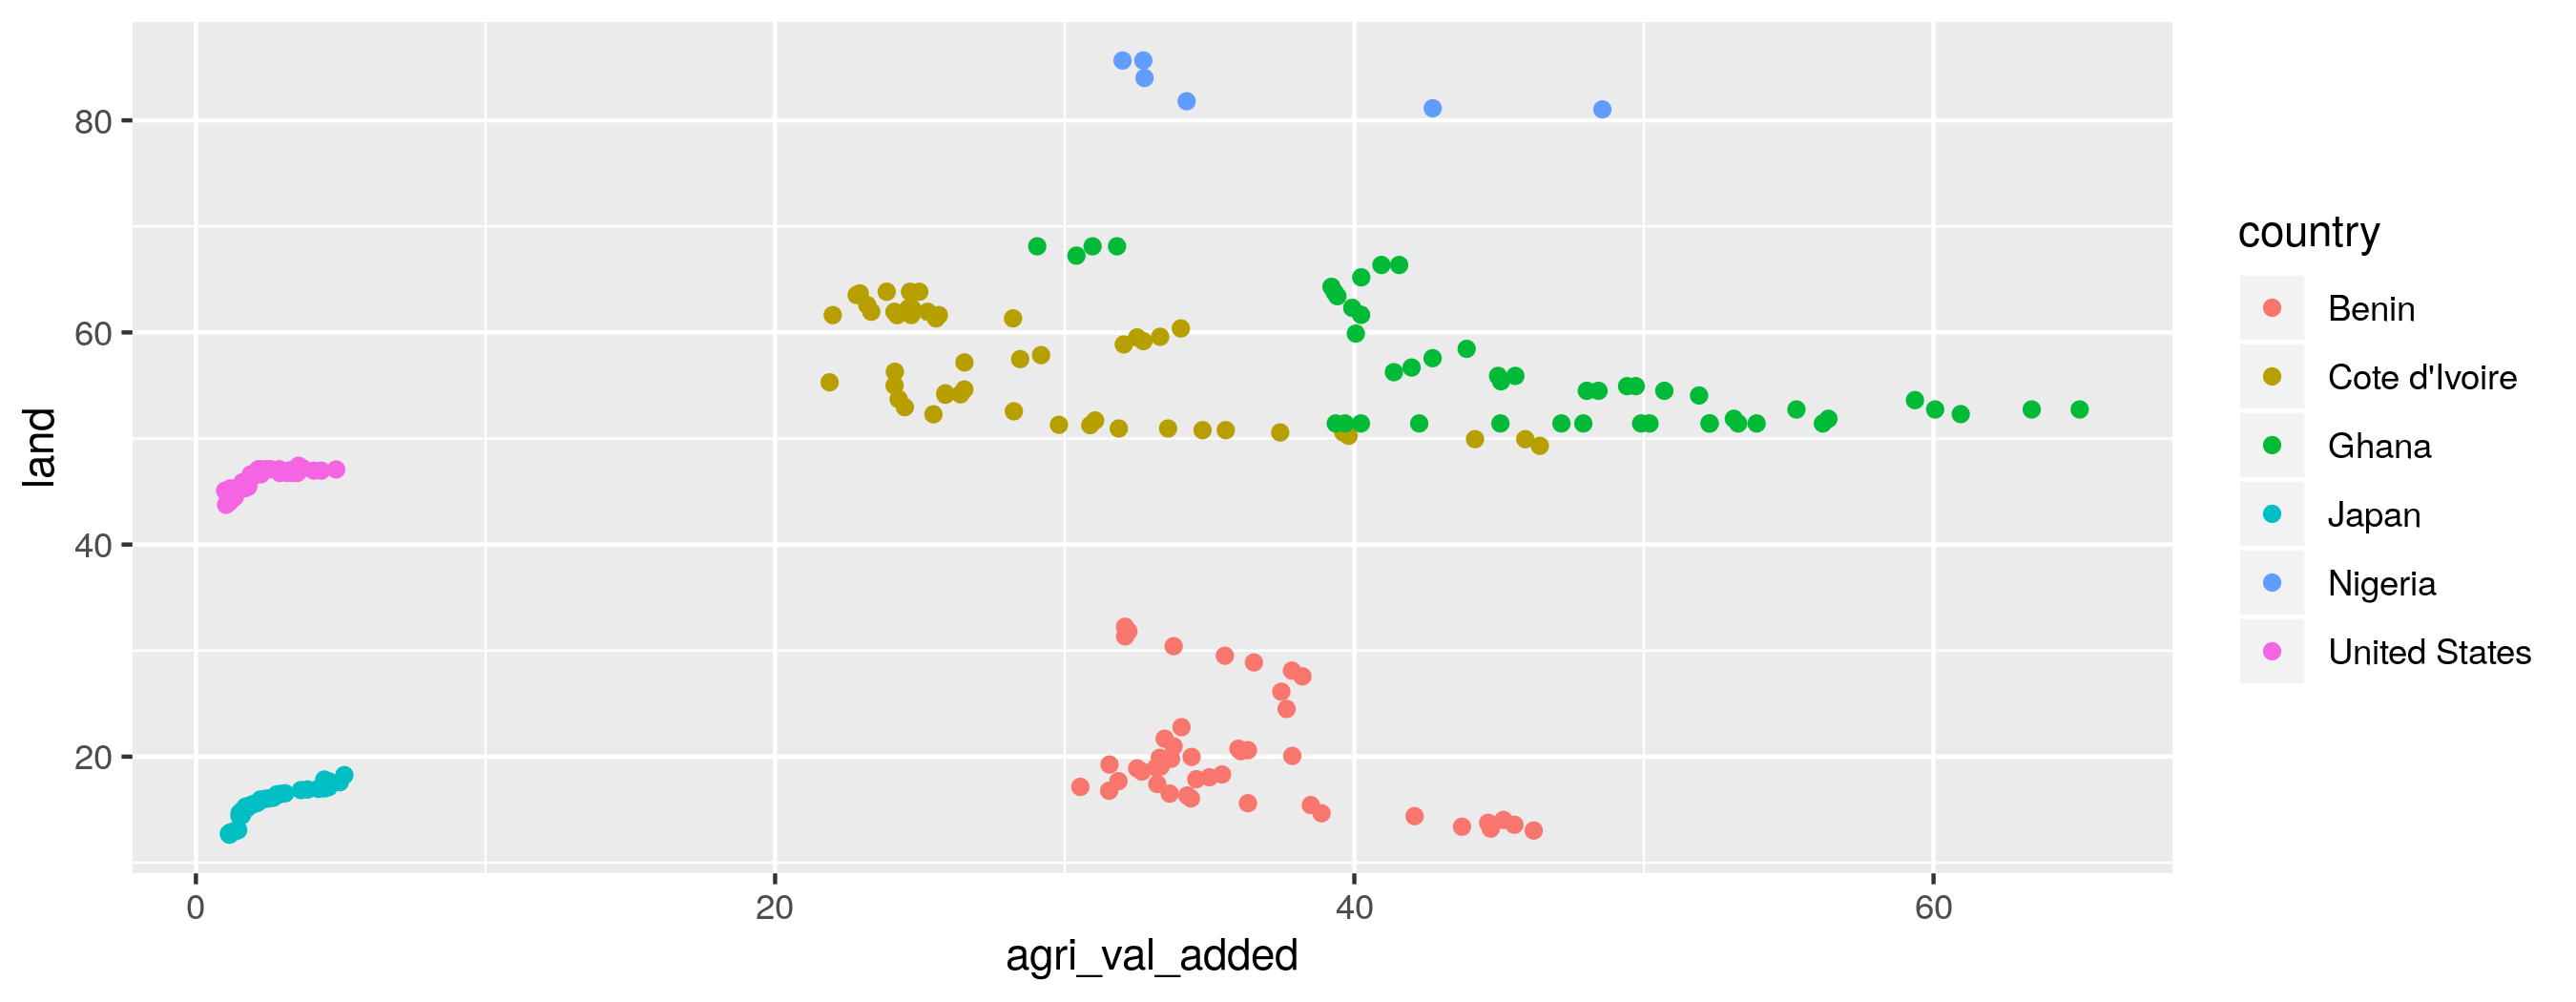 land
80
60
40
20
0 20 40 60
agri_val_added
country
Benin
Cote d'Ivoire
Ghana
Japan
Nigeria
United States